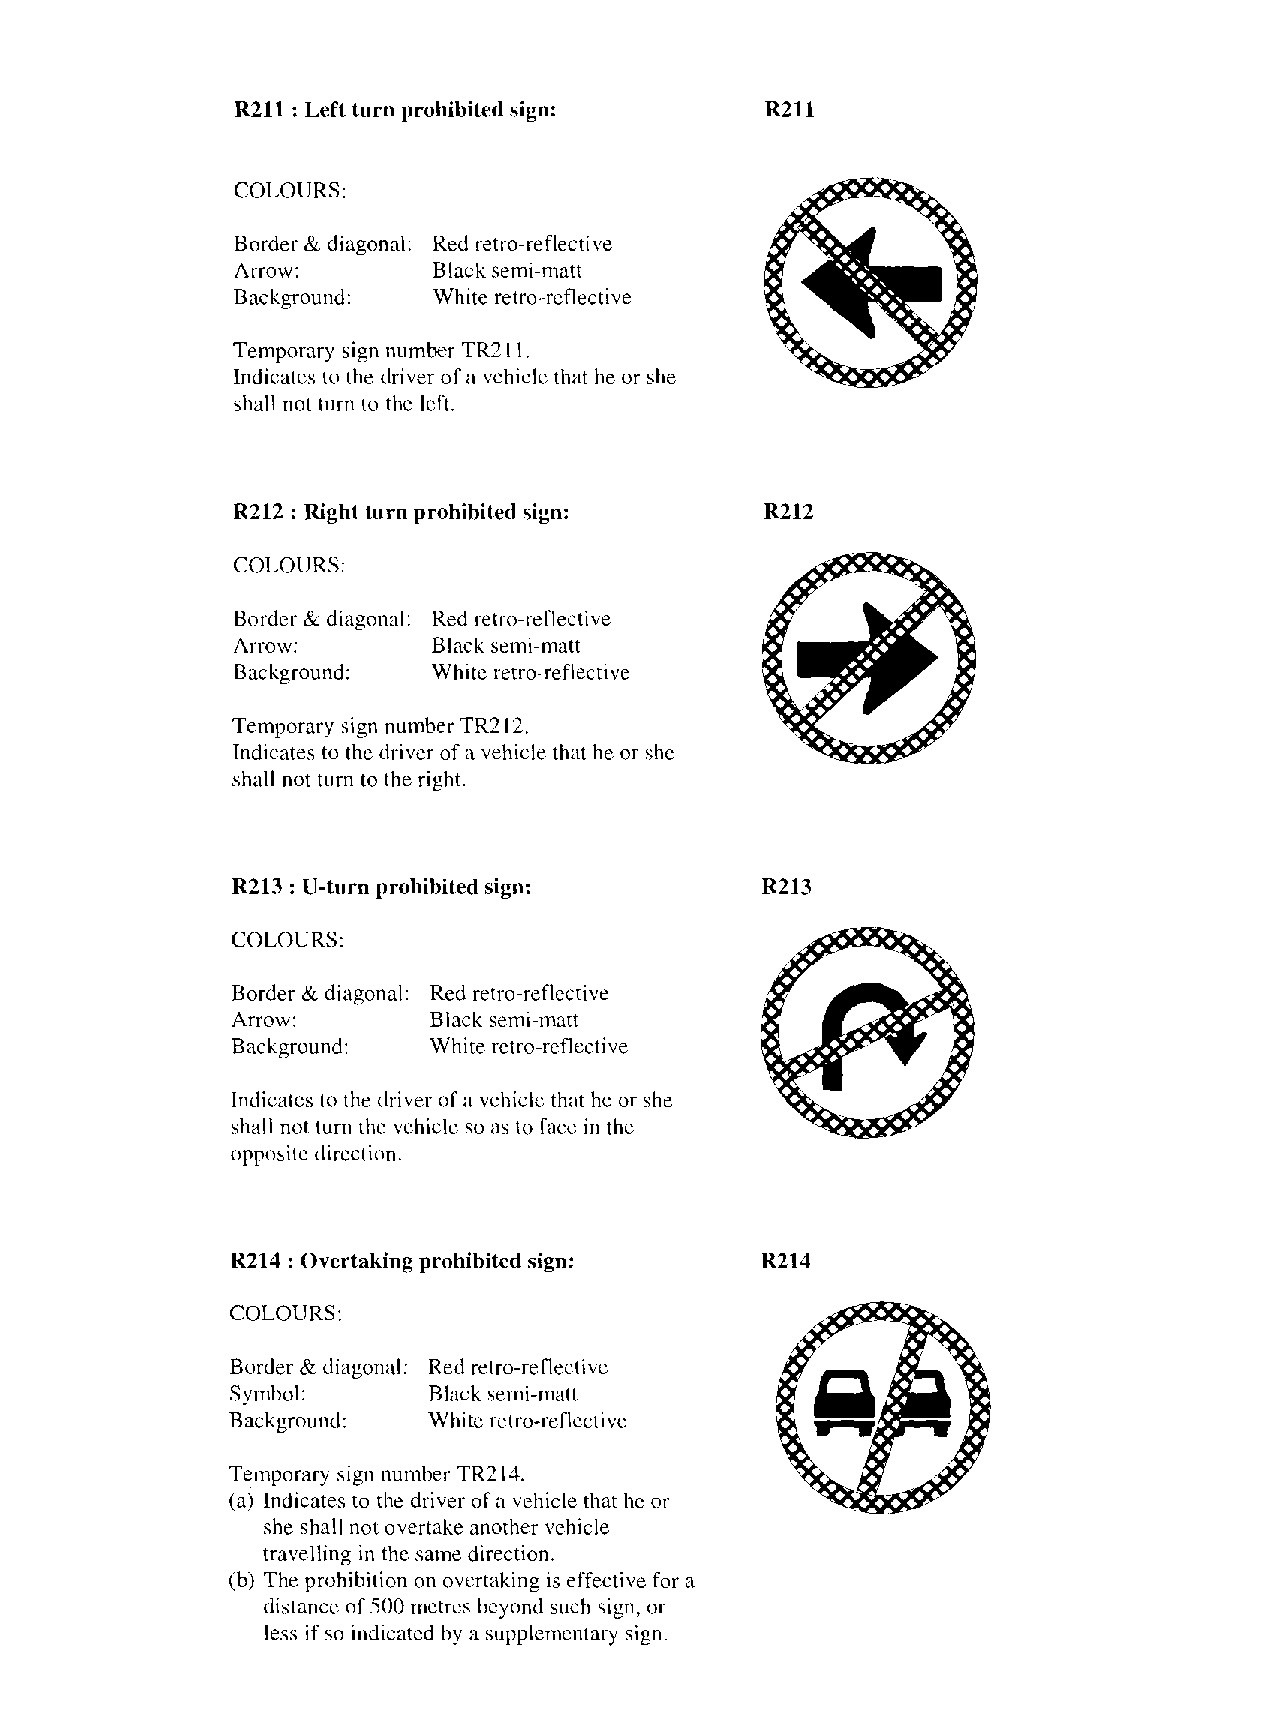 R211 : Left turn prohibited sign: R211
COLOURS:
Border & diagonal: Red retro-reflective
Arrow: Black semi-matt
Background: White retro-reflective
Temporary sign number TR211.
Indicates to the driver of a vehicle that he or she
shall not turn to the left.
R212 : Right turn prohibited sign: R212
COLOURS:
Border & diagonal: Red retro-reflective
Arrow: Black semi-matt
Background: White retro-reflective
Temporary sign number TR212.
Indicates to the driver of a vehicle that he or she
shall not turn to the right.
R213 : U-turn prohibited sign: R213
COLOURS:
Border & diagonal: Red retro-reflective
Arrow: Black semi-matt
Background: White retro-reflective
Indicates to the driver of a vehicle that he or she
shall not turn the vehicle so as to face in the
opposite direction.
R214 : Overtaking prohibited sign: R214
COLOURS:
Border & diagonal: Red retro-reflective
Symbol: Black semi-matt
Background: White retro-reflective
Temporary sign number TR214.
(a) Indicates to the driver of a vehicle that he or
she shall not overtake another vehicle
travelling in the same direction.
(b) The prohibition on overtaking is effective for a
distance of 500 metres beyond such sign, or
less if so indicated by a supplementary sign.